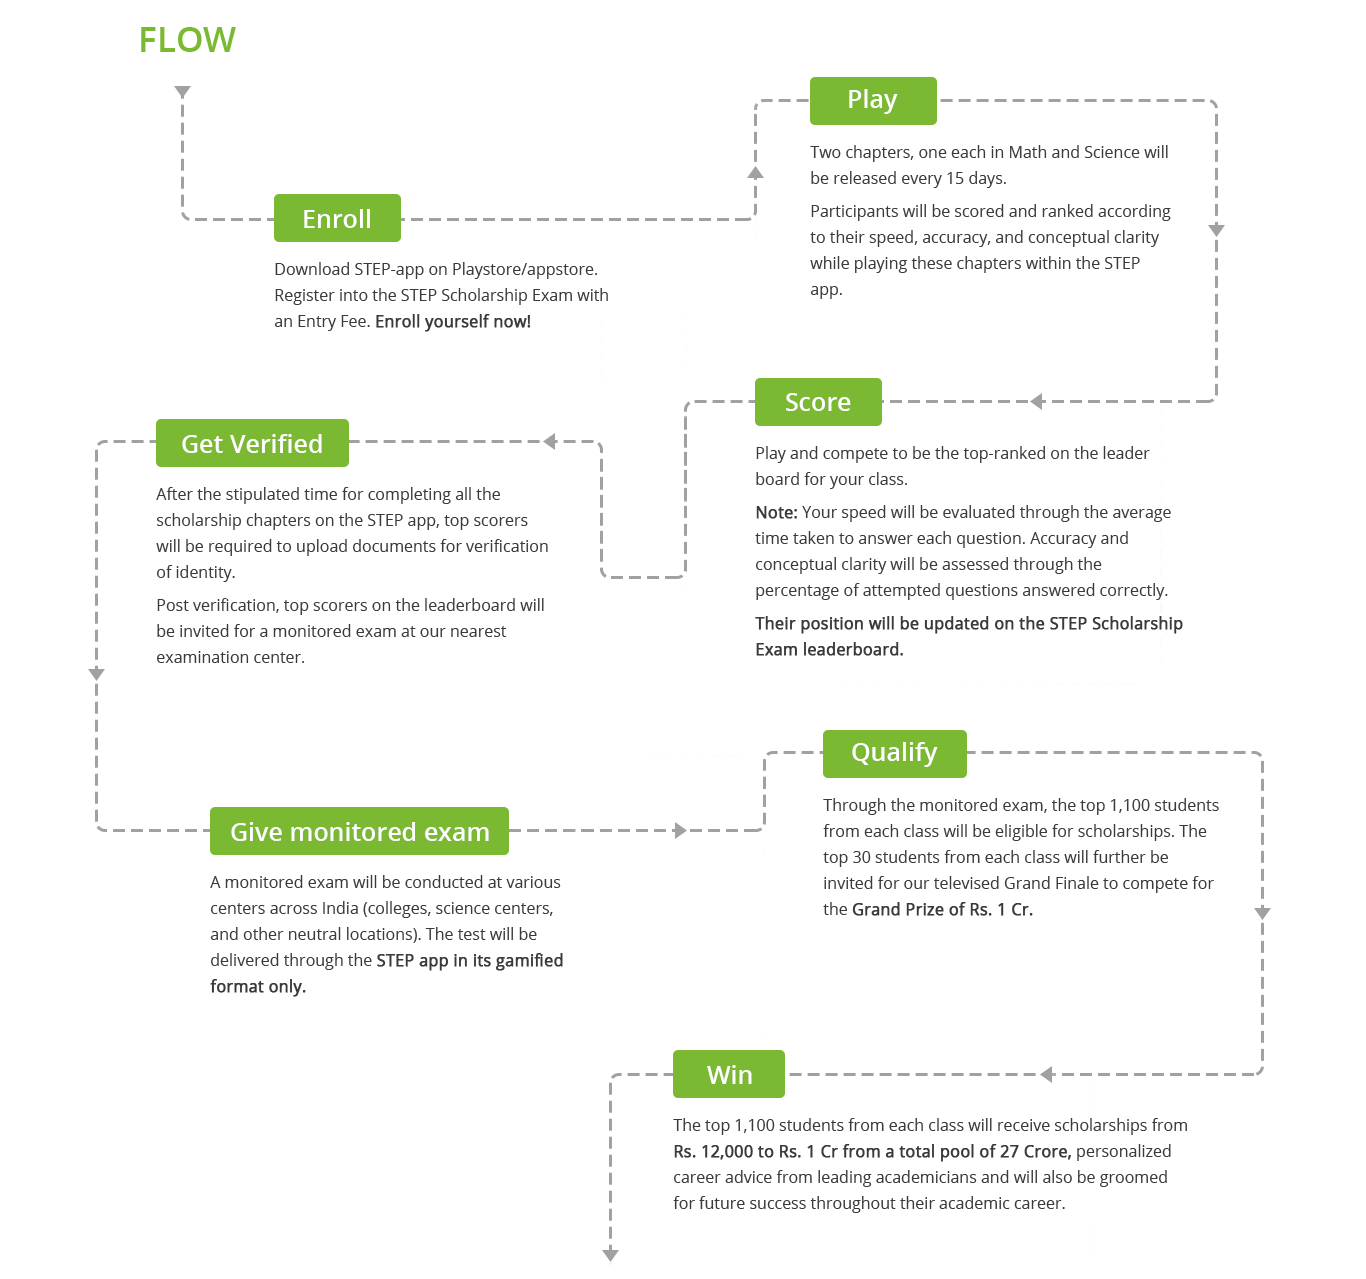 FLOW
Enroll
Download STEP-app on Playstore/appstore.
Register into the STEP Scholarship Exam with
an Entry Fee. Enroll yourself now!
Play
Two chapters, one each in Math and Science will
be released every 15 days.
Participants will be scored and ranked according
to their speed, accuracy, and conceptual clarity
while playing these chapters within the STEP
app.
Score
Play and compete to be the top-ranked on the leader
board for your class.
Note: Your speed will be evaluated through the average
time taken to answer each question. Accuracy and
conceptual clarity will be assessed through the
percentage of attempted questions answered correctly.
Their position will be updated on the STEP Scholarship
Exam leaderboard.
Get Verified
After the stipulated time for completing all the
scholarship chapters on the STEP app, top scorers
will be required to upload documents for verification
of identity.
Post verification, top scorers on the leaderboard will
be invited for a monitored exam at our nearest
examination center.
Give monitored exam
A monitored exam will be conducted at various
centers across India (colleges, science centers,
and other neutral locations). The test will be
delivered through the STEP app in its gamified
format only.
Qualify
Through the monitored exam, the top 1,100 students
from each class will be eligible for scholarships. The
top 30 students from each class will further be
invited for our televised Grand Finale to compete for
the Grand Prize of Rs. 1 Cr.
Win
The top 1,100 students from each class will receive scholarships from
Rs. 12,000 to Rs. 1 Cr from a total pool of 27 Crore, personalized
career advice from leading academicians and will also be groomed
for future success throughout their academic career.